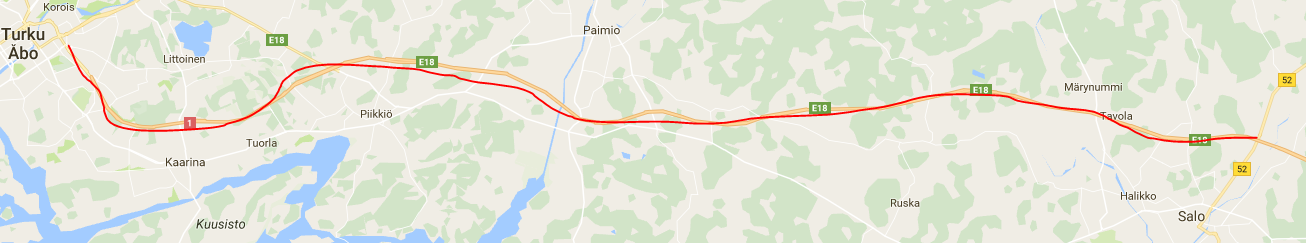 Korois
Turku
Åbo
Littoinen
E18
1
Kaarina
Tuorla
Kuusisto
Piikkiö
E18
Paimio
E18
Ruska
E18
Märynummi
Tavola
E18
52
52
Halikko
Salo